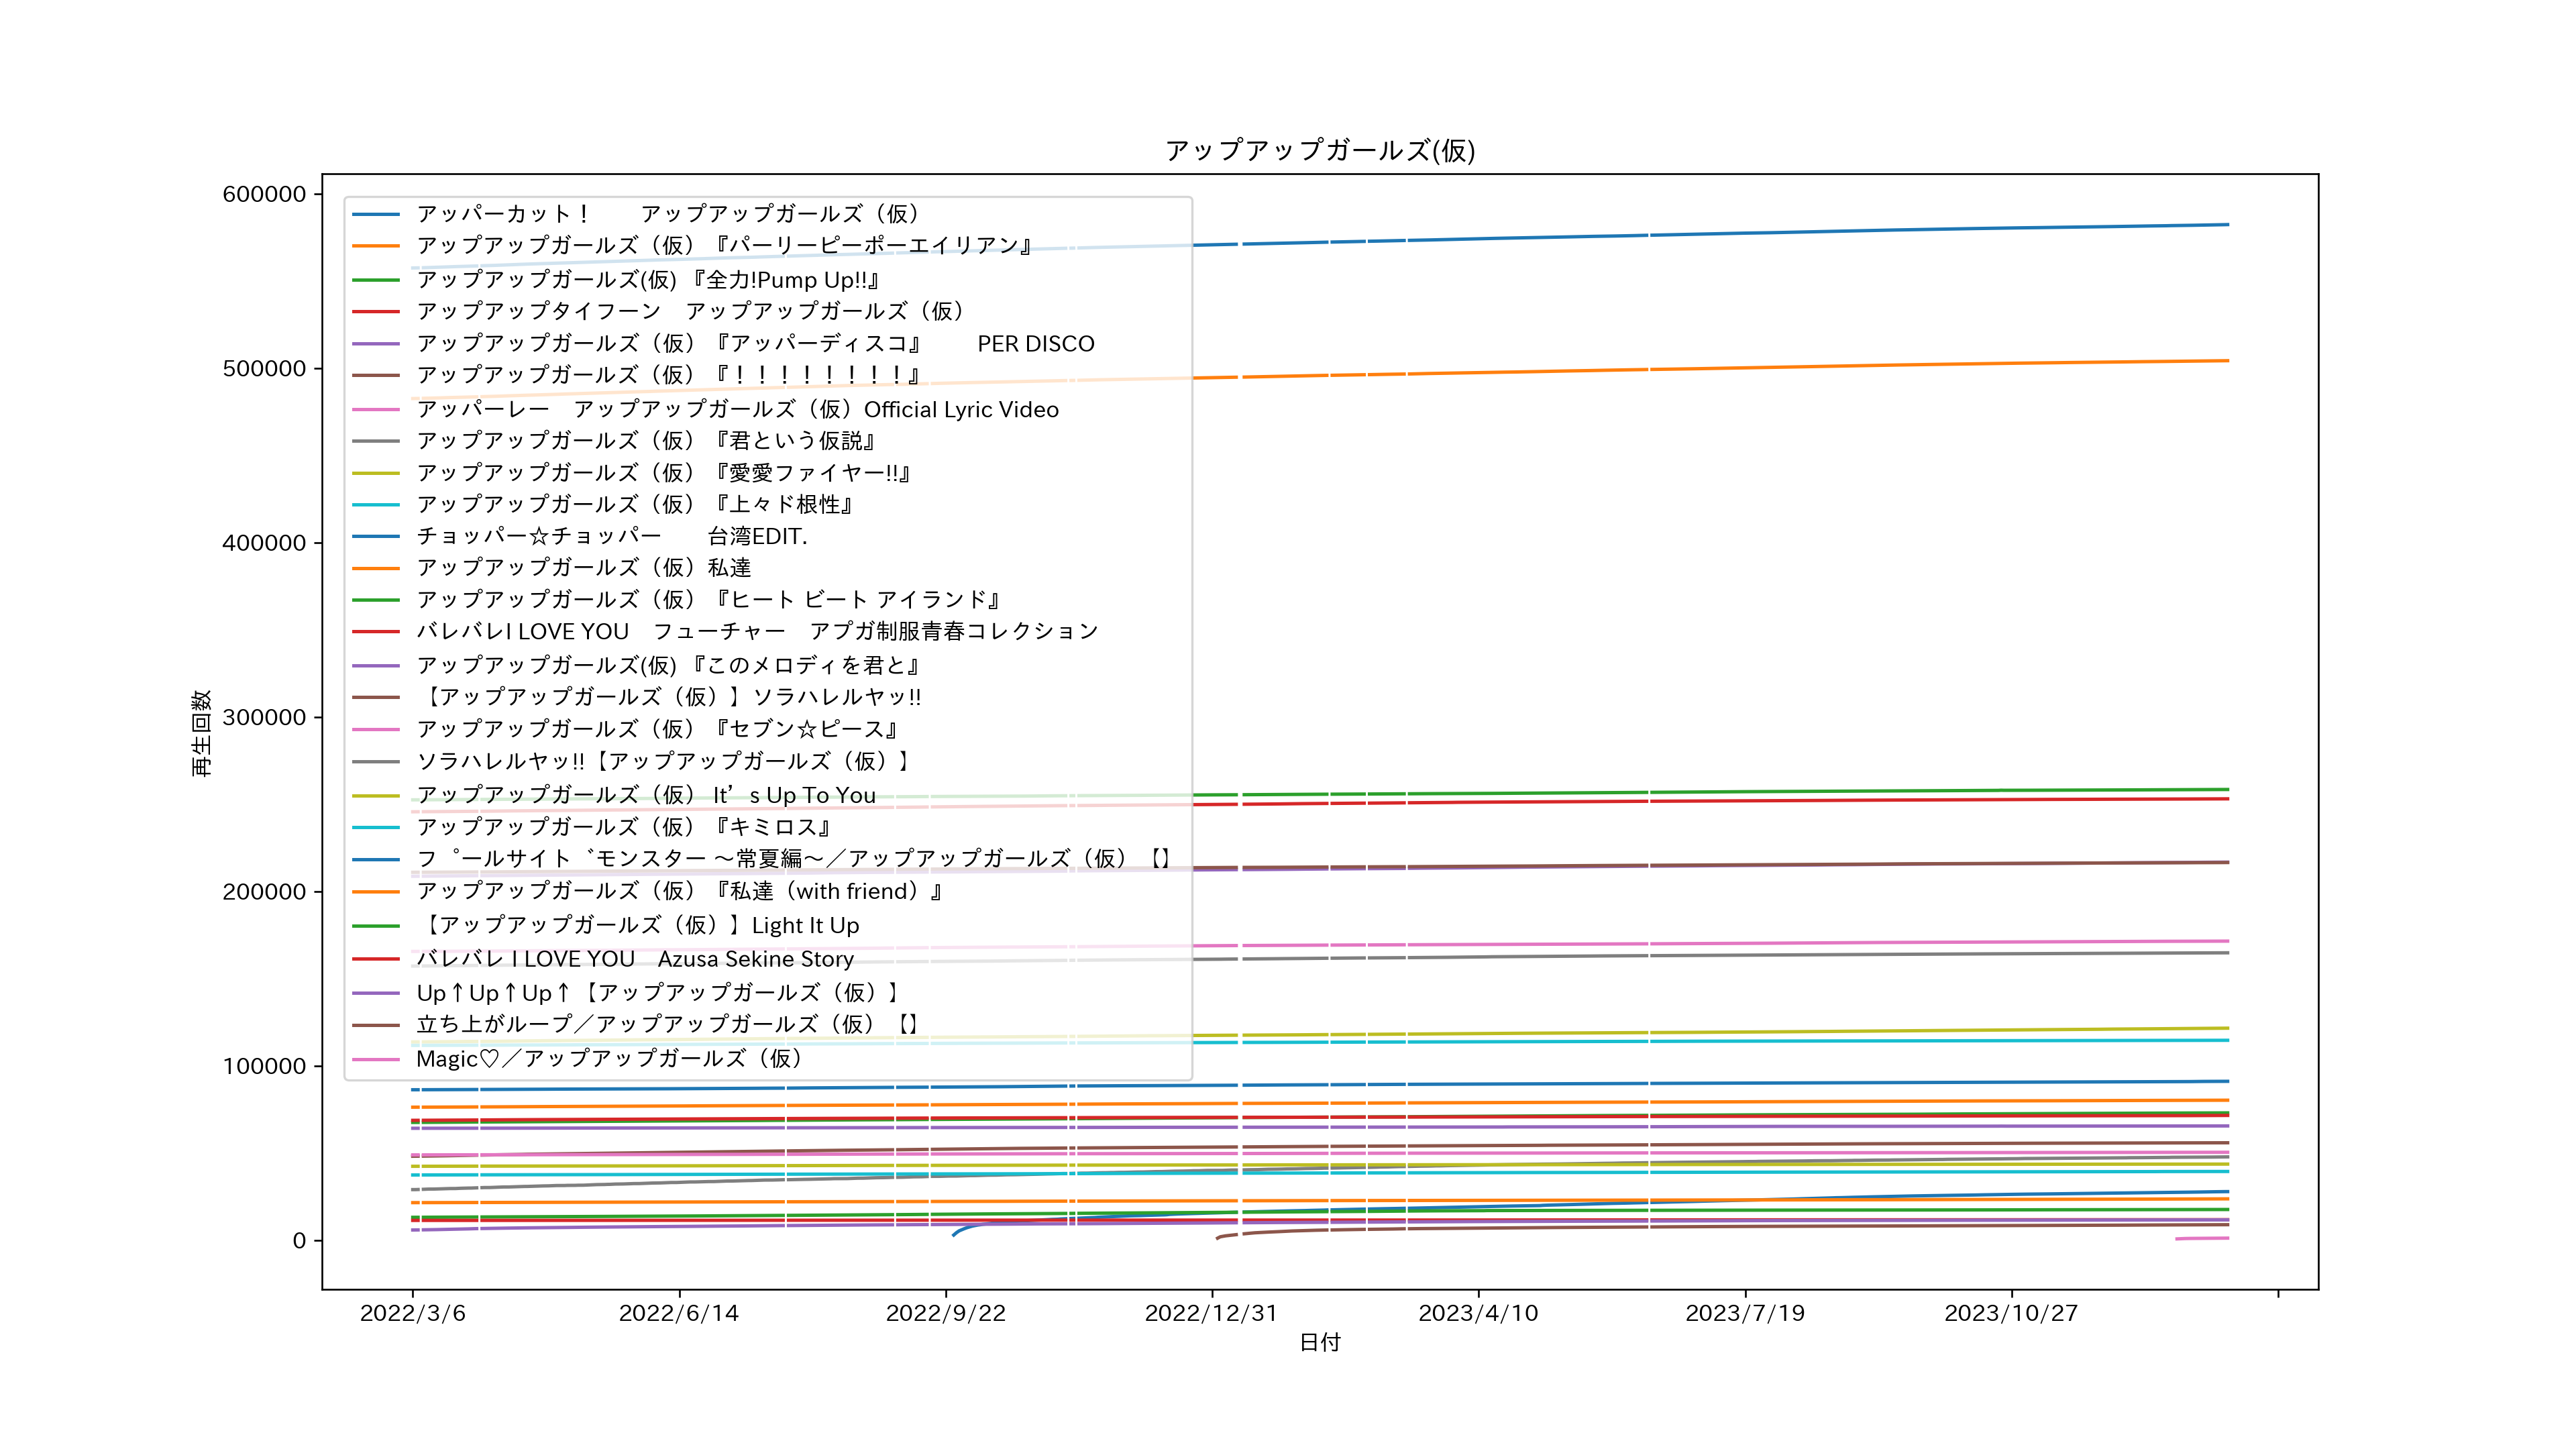 アップアップガールズ(仮)
600000
500000
400000
300000
200000
100000
0
再生回数
アッパーカット！　　アップアップガールズ（仮）
アップアップガールズ（仮）『パーリーピーポーエイリアン』
アップアップガールズ(仮) 『全力!Pump Up!!』
アップアップタイフーン　アップアップガールズ（仮）
アップアップガールズ（仮）『アッパーディスコ』　　PER DISCO
アップアップガールズ（仮）『！！！！！！！！』
アッパーレー　アップアップガールズ（仮）Official Lyric Video
アップアップガールズ（仮）『君という仮説』
アップアップガールズ（仮）『愛愛ファイヤー!!』
アップアップガールズ（仮）『上々ド根性』
チョッパー☆チョッパー　　台湾EDIT.
アップアップガールズ（仮）私達
アップアップガールズ（仮）『ヒート ビート アイランド』
バレバレI LOVE YOU　フューチャー　アプガ制服青春コレクション
アップアップガールズ(仮) 『このメロディを君と』
【アップアップガールズ（仮）】ソラハレルヤッ!!
アップアップガールズ（仮）『セブン☆ピース』
ソラハレルヤッ!!【アップアップガールズ（仮）】
アップアップガールズ（仮） It’s Up To You
アップアップガールズ（仮）『キミロス』
フ゜ールサイト゛モンスター ～常夏編～／アップアップガールズ（仮）【】
アップアップガールズ（仮）『私達（with friend）』
【アップアップガールズ（仮）】Light It Up
バレバレ I LOVE YOU　Azusa Sekine Story
Up↑Up↑Up↑【アップアップガールズ（仮）】
立ち上がループ／アップアップガールズ（仮）【】
Magic♡／アップアップガールズ（仮）
2022/3/6
2022/6/14
2022/9/22
2022/12/31
2023/4/10
2023/7/19
2023/10/27
日付